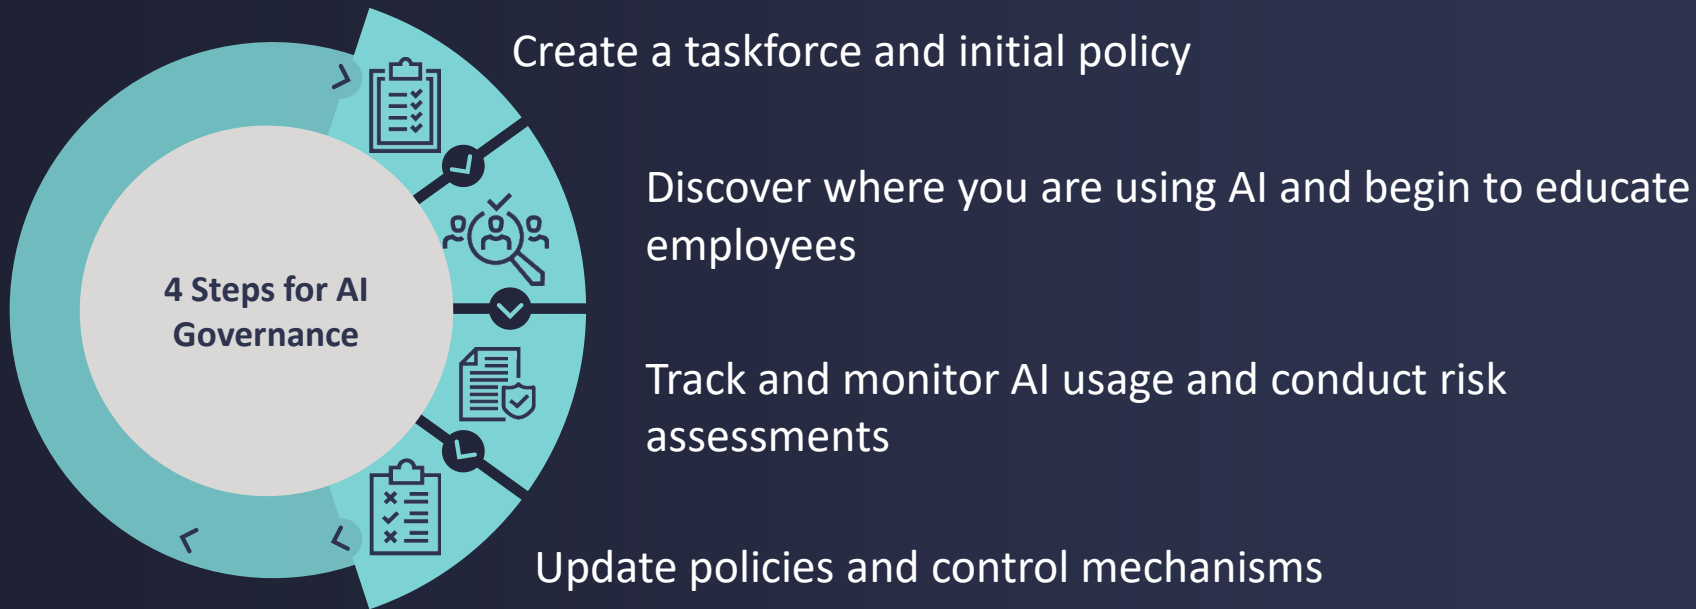 Create a taskforce and initial policy
Discover where you are using AI and begin to educate
employees
4 Steps for AI
Governance
Track and monitor AI usage and conduct risk
assessments
Update policies and control mechanisms